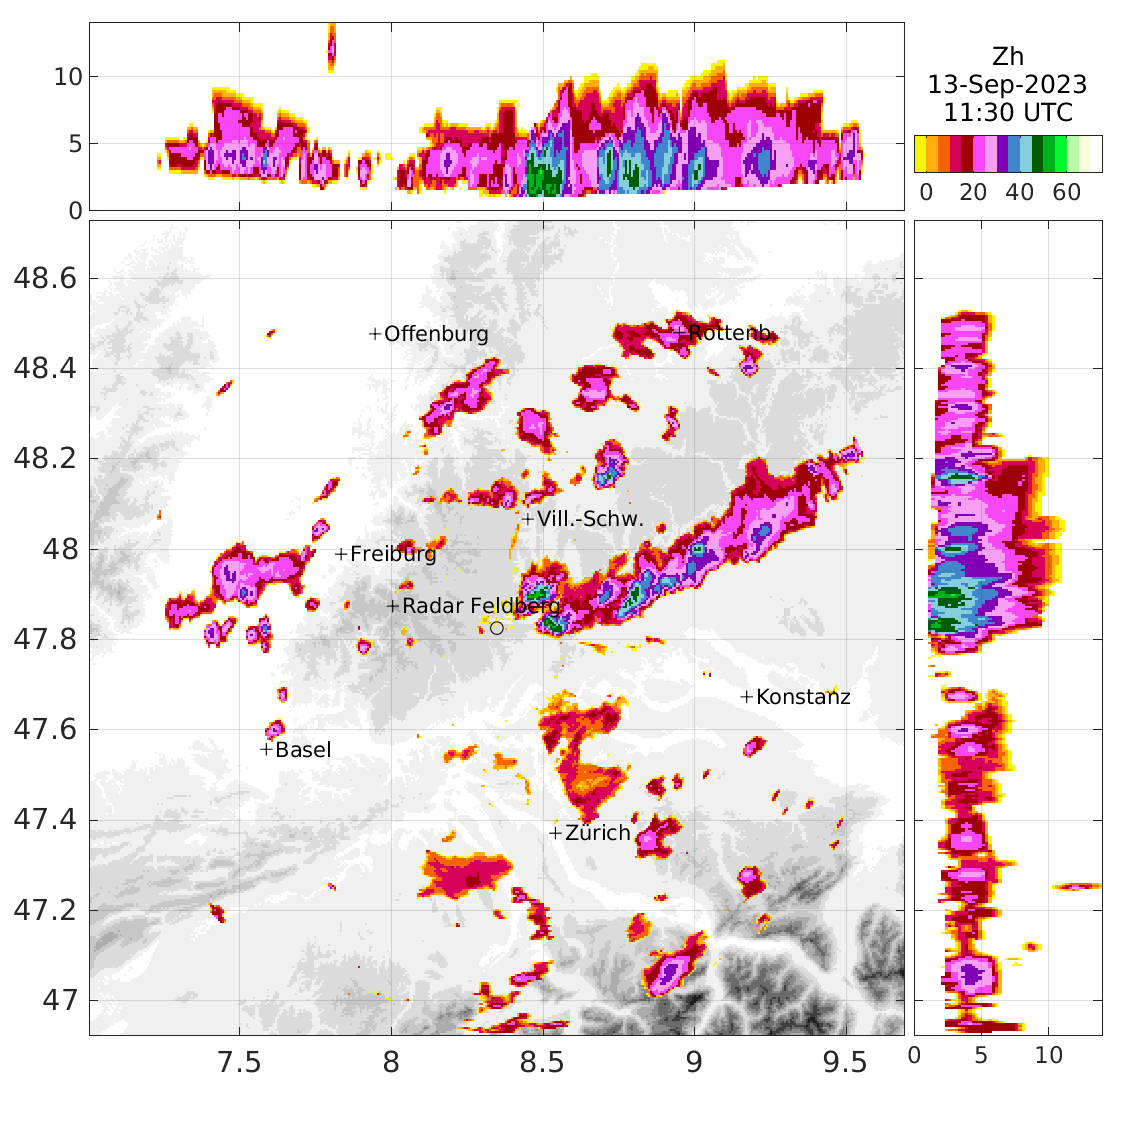 Zh
13-Sep-2023
11:30 UTC
0 20 40 60
10
5
0
48.6
48.4
48.2
48
47.8
47.6
47.4
47.2
47
+Offenburg
+Rottenb.
+Vill.-Schw.
+Freiburg
+Radar Feldberg
+Konstanz
+Basel
+Zürich
7.5 8 8.5 9 9.5
0 5 10